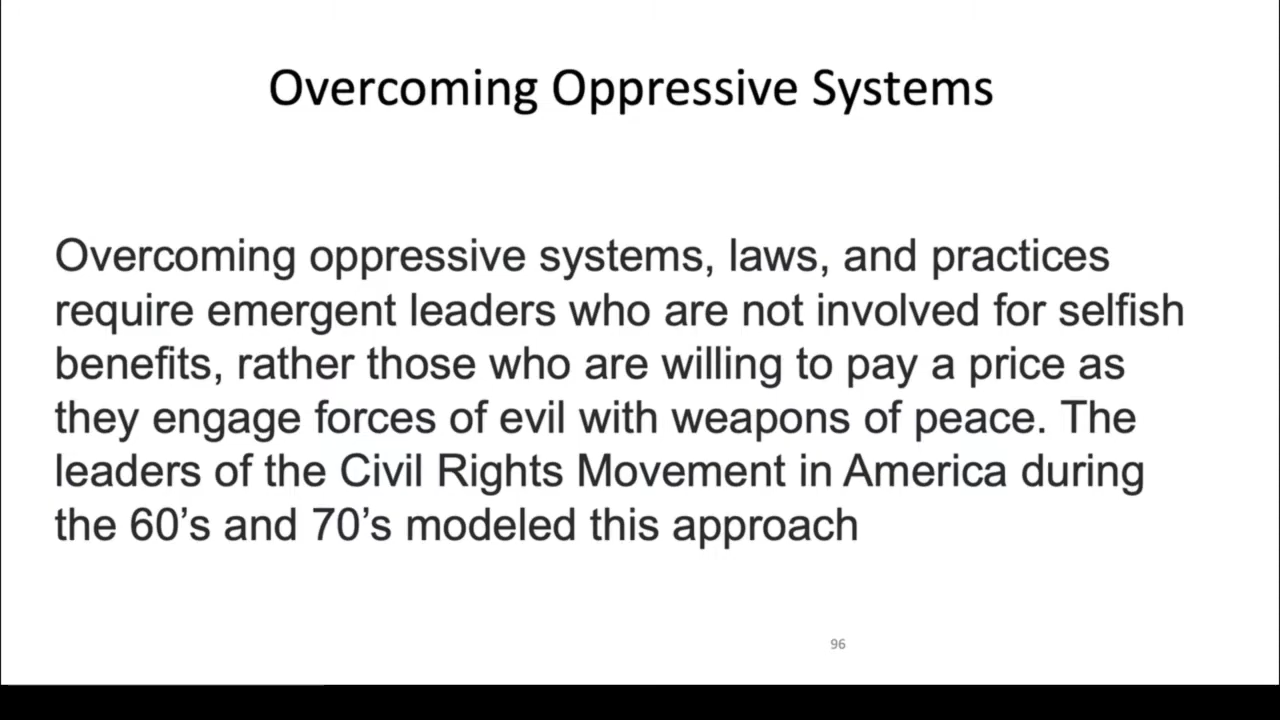 Overcoming Oppressive Systems
Overcoming oppressive systems, laws, and practices
require emergent leaders who are not involved for selfish
benefits, rather those who are willing to pay a price as
they engage forces of evil with weapons of peace. The
leaders of the Civil Rights Movement in America during
the 60’s and 70’s modeled this approach
96